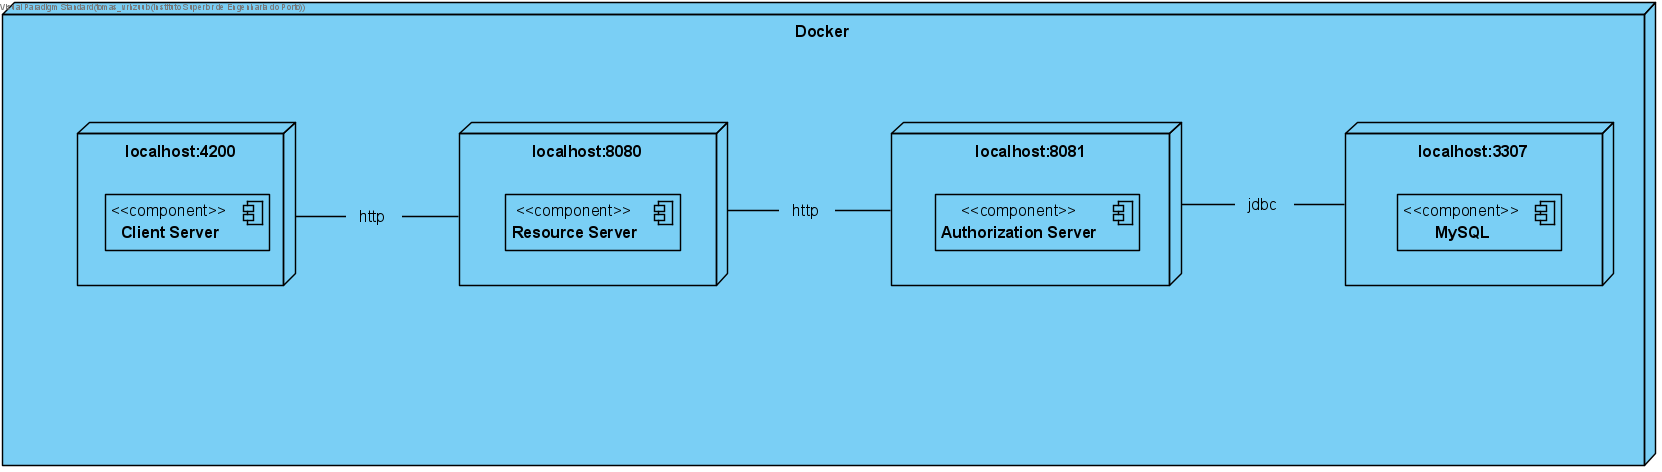 Visual Paradigm Standard(tomas_
(Instituto Superior de Engenharia do Porto))
Docker
localhost:4200
<<component>>
Client Server
http
localhost:8080
<<component>>
Resource Server
http
localhost:8081
<<component>>
Authorization Server
jdbc
localhost:3307
<<component>>
MySQL